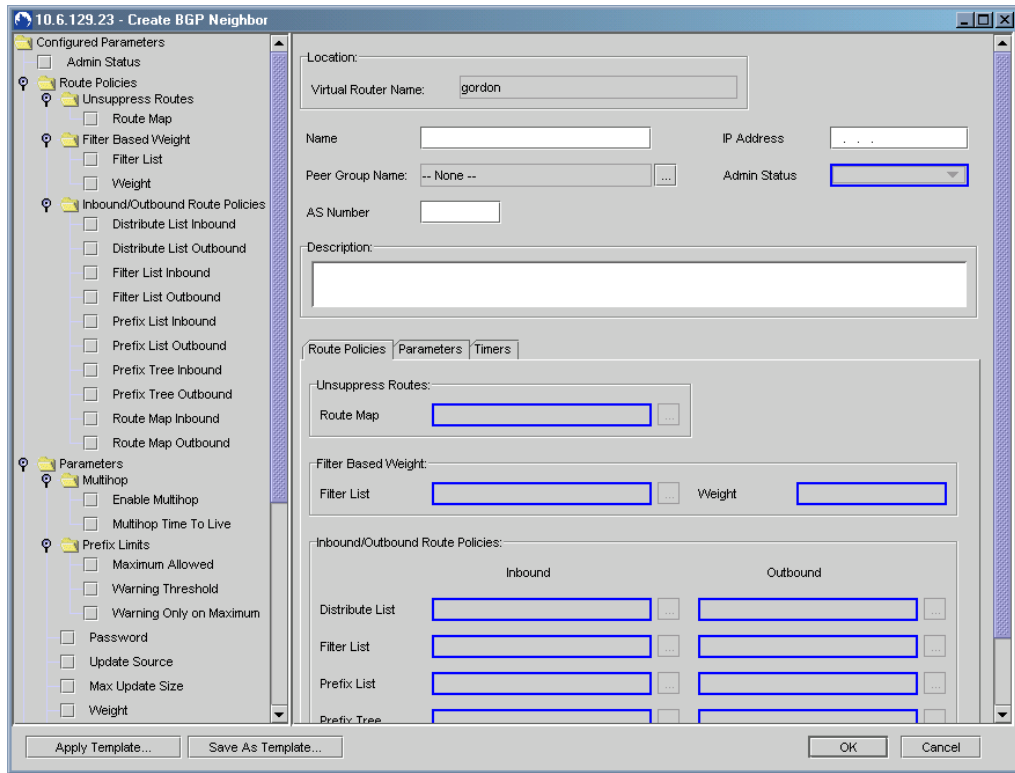 10.6.129.23 - Create BGP Neighbor
Configured Parameters
Admin Status
Route Policies
Unsuppress Routes
Route Map
Filter Based Weight
Filter List
Weight
Inbound/Outbound Route Policies
Distribute List Inbound
Distribute List Outbound
Filter List Inbound
Filter List Outbound
Prefix List Inbound
Prefix List Outbound
Prefix Tree Inbound
Prefix Tree Outbound
Route Map Inbound
Route Map Outbound
Parameters
Multihop
Enable Multihop
Multihop Time To Live
Prefix Limits
Maximum Allowed
Warning Threshold
Warning Only on Maximum
Password
Update Source
Max Update Size
Weight
Location:
Virtual Router Name: gordon
Name IP Address . . .
Peer Group Name: -- None -- ... Admin Status
AS Number
Description:
Route Policies Parameters Timers
Unsuppress Routes:
Route Map ...
Filter Based Weight:
Filter List ... Weight
Inbound/Outbound Route Policies:
Inbound Outbound
Distribute List ... ...
Filter List ... ...
Prefix List ... ...
Prefix Tree ... ...
Apply Template... Save As Template... OK Cancel